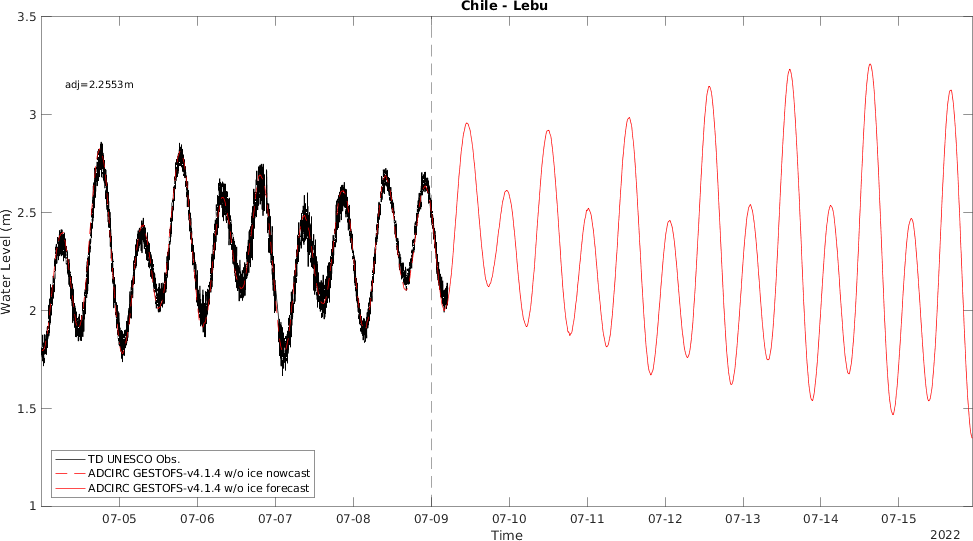 Chile - Lebu
3.5
adj=2.2553m
3
2.5
Water Level (m)
2
1.5
TD UNESCO Obs.
ADCIRC GESTOFS-v4.1.4 w/o ice nowcast
ADCIRC GESTOFS-v4.1.4 w/o ice forecast
1
07-05 07-06 07-07 07-08 07-09 07-10 07-11 07-12 07-13 07-14 07-15
Time
2022